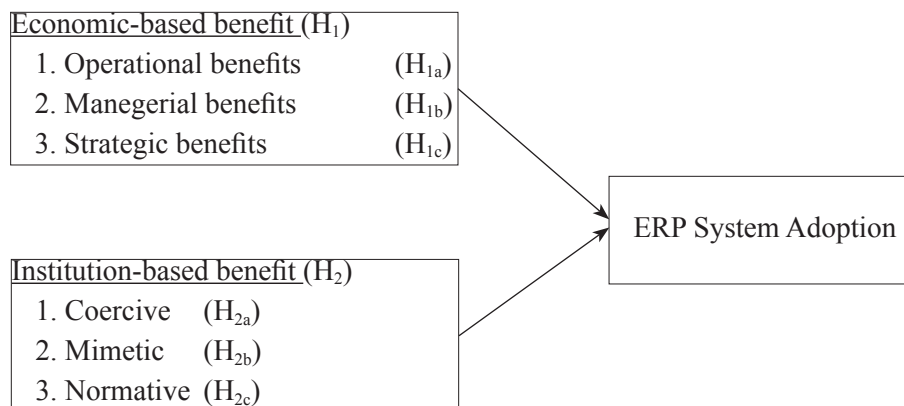 Economic-based benefit (H₁)
1. Operational benefits (H₁ₐ)
2. Manegerial benefits (H1b)
3. Strategic benefits (H1c)
ERP System Adoption
Institution-based benefit (H₂)
1. Coercive (H₂ₐ)
2. Mimetic (H2b)
3. Normative (H2c)